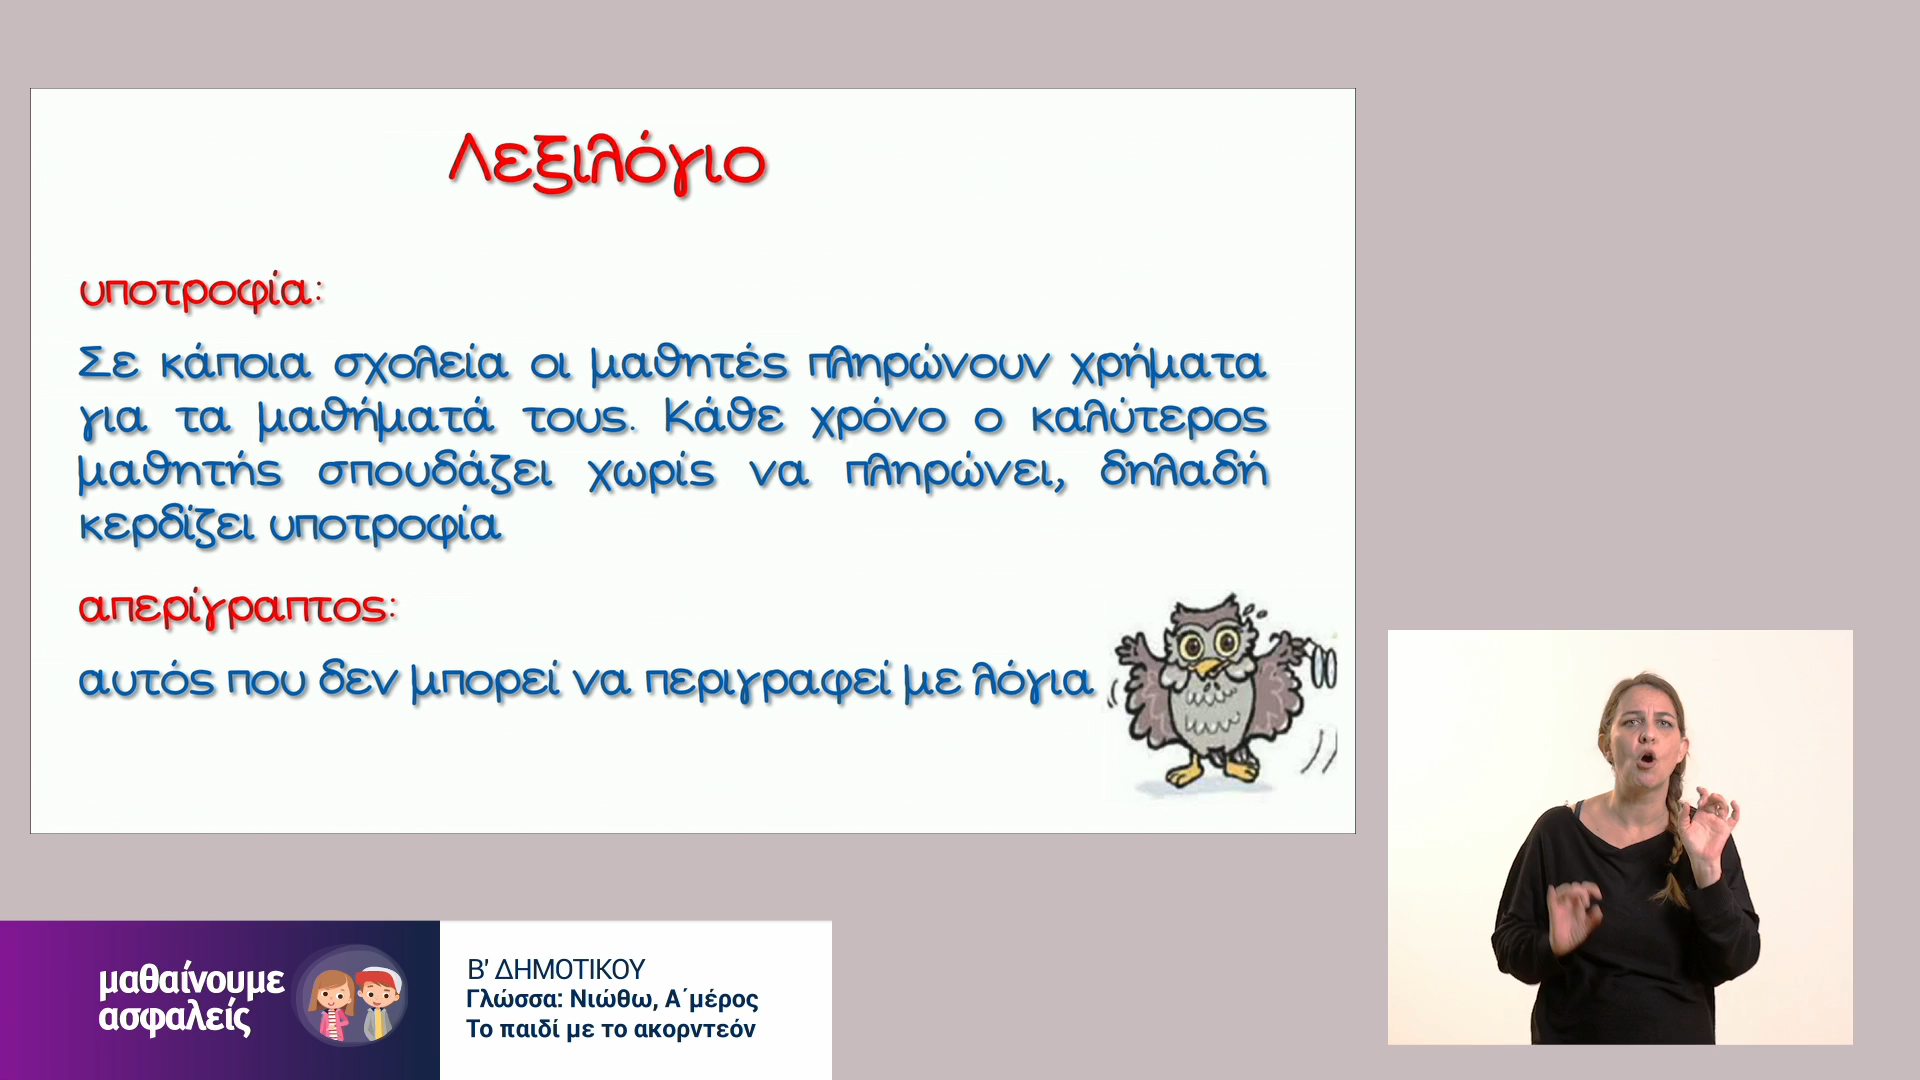 Λεξιλόγιο
υποτροφία:
Σε κάποια σχολεία οι μαθητές πληρώνουν χρήματα
για τα μαθήματά τους. Κάθε χρόνο ο καλύτερος
μαθητής σπουδάζει χωρίς να πληρώνει, δηλαδή
κερδίζει υποτροφία
απερίγραπτος:
αυτός που δεν μπορεί να περιγραφεί με λόγια
μαθαίνουμε
ασφαλείς
Β' ΔΗΜΟΤΙΚΟΥ
Γλώσσα: Νιώθω, Α΄μέρος
Το παιδί με το ακορντεόν